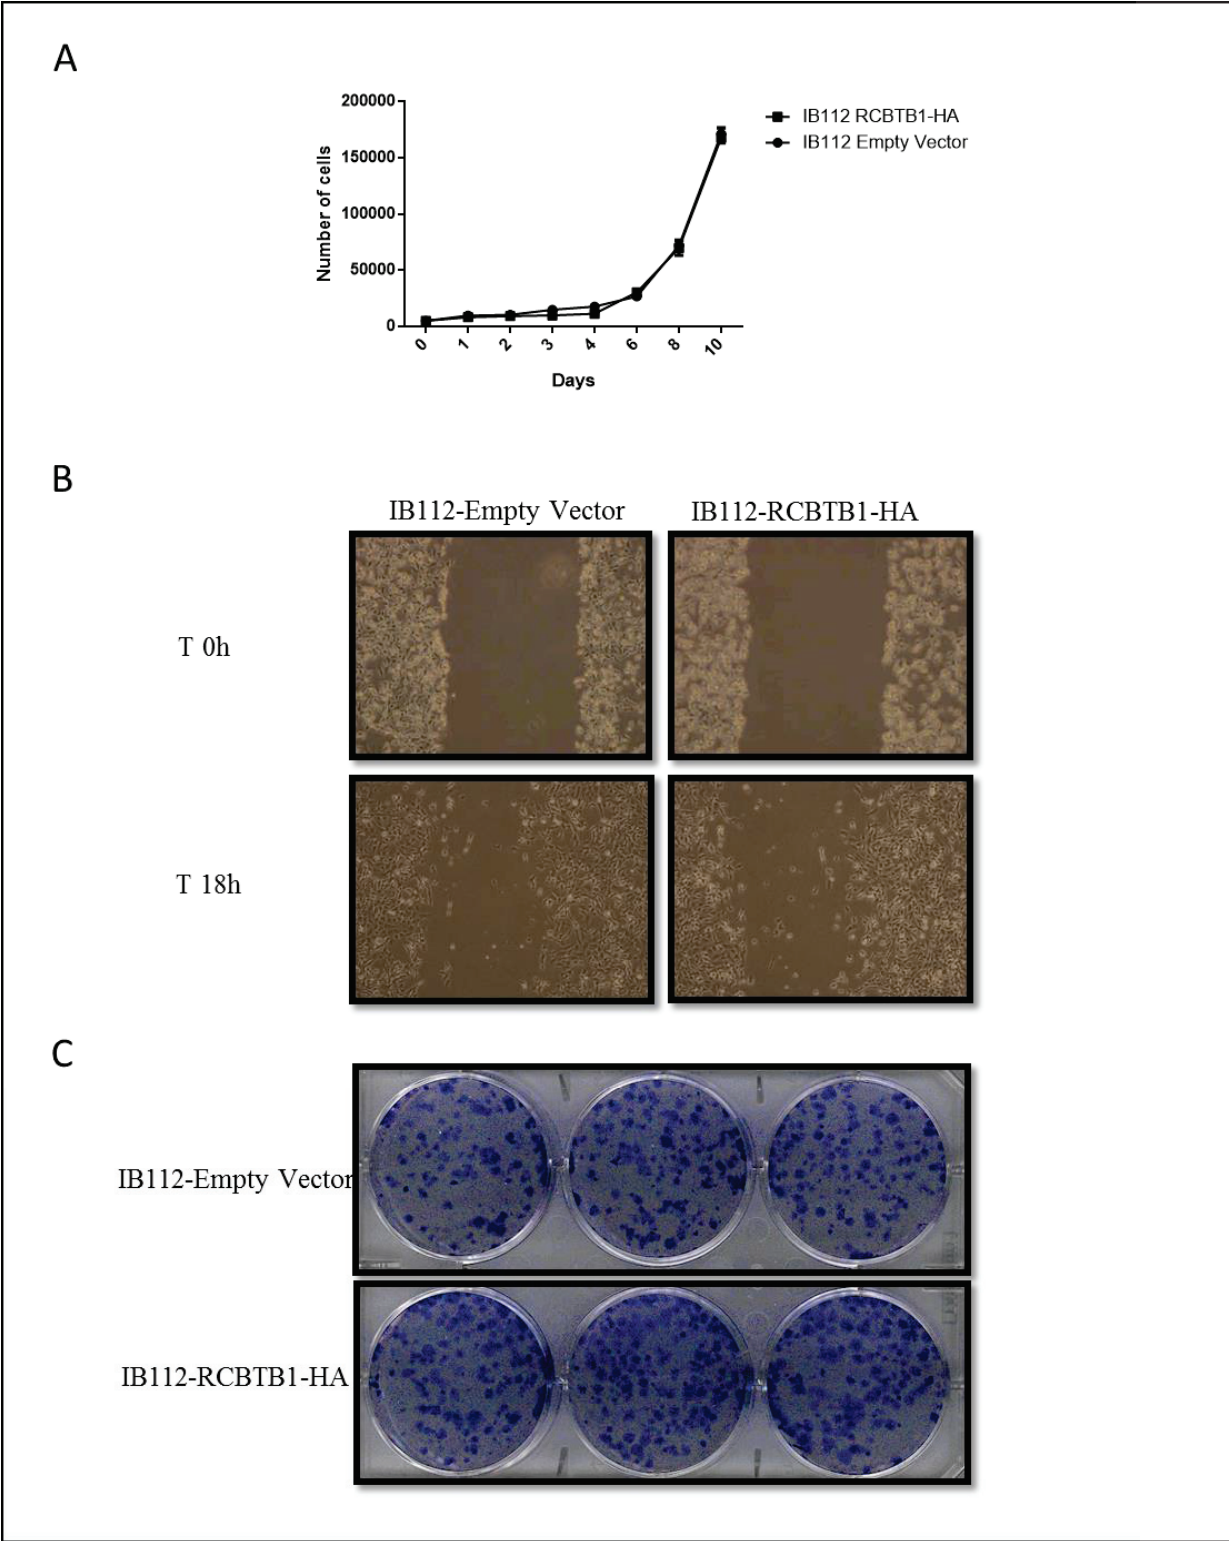 A
200000
150000
100000
50000
0
Number of cells
0 1 2 3 4 6 8 10
Days
IB112 RCBTB1-HA
IB112 Empty Vector
B
IB112-Empty Vector IB112-RCBTB1-HA
T 0h
T 18h
C
IB112-Empty Vector
IB112-RCBTB1-HA